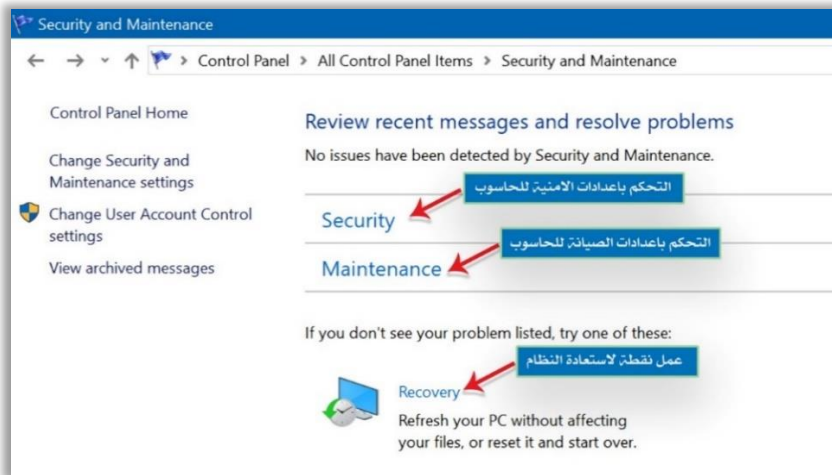 Security and Maintenance
Control Panel > All Control Panel Items > Security and Maintenance
Control Panel Home
Change Security and
Maintenance settings
Change User Account Control
settings
View archived messages
Review recent messages and resolve problems
No issues have been detected by Security and Maintenance.
التحكم باعدادات الامنية للحاسوب
Security
التحكم باعدادات الصيانة للحاسوب
Maintenance
If you don't see your problem listed, try one of these:
عمل نقطة لاستعادة النظام
Recovery
Refresh your PC without affecting
your files, or reset it and start over.